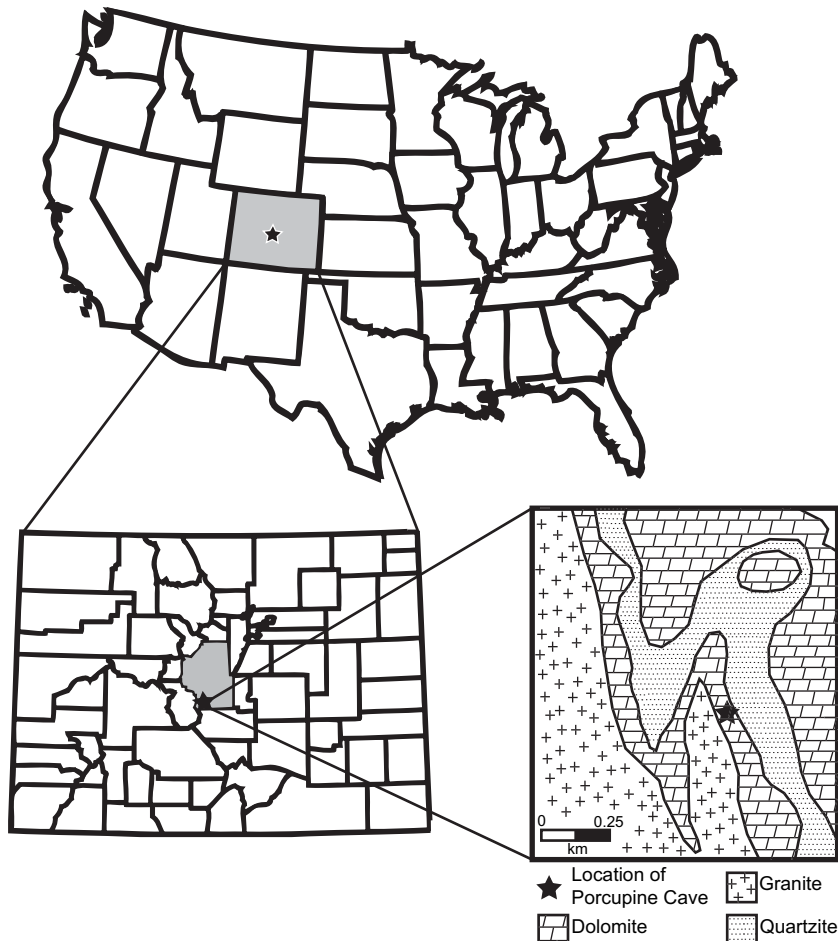 0 0.25
km
Location of
Porcupine Cave
Granite
Dolomite
Quartzite